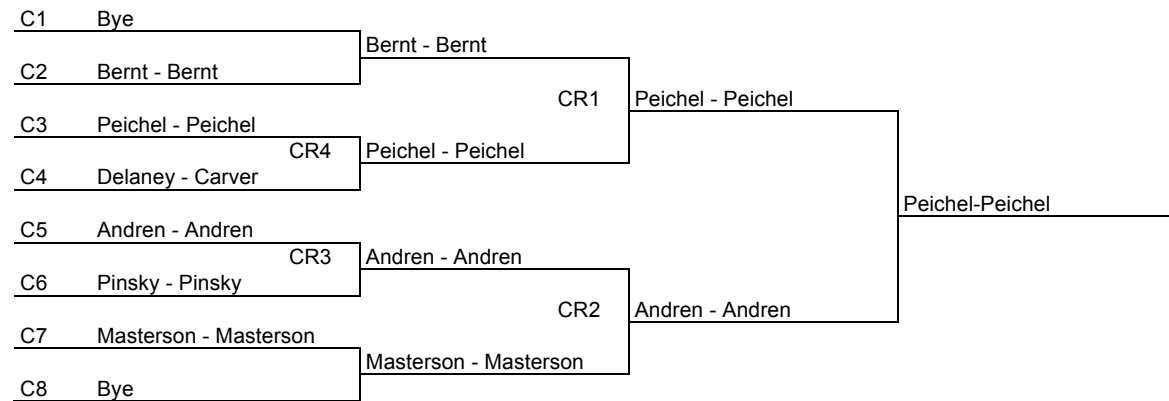 C1 Bye
Bernt - Bernt
C2 Bernt - Bernt
CR1 Peichel - Peichel
C3 Peichel - Peichel
CR4 Peichel - Peichel
C4 Delaney - Carver
Peichel-Peichel
C5 Andren - Andren
CR3 Andren - Andren
C6 Pinsky - Pinsky
CR2 Andren - Andren
C7 Masterson - Masterson
Masterson - Masterson
C8 Bye